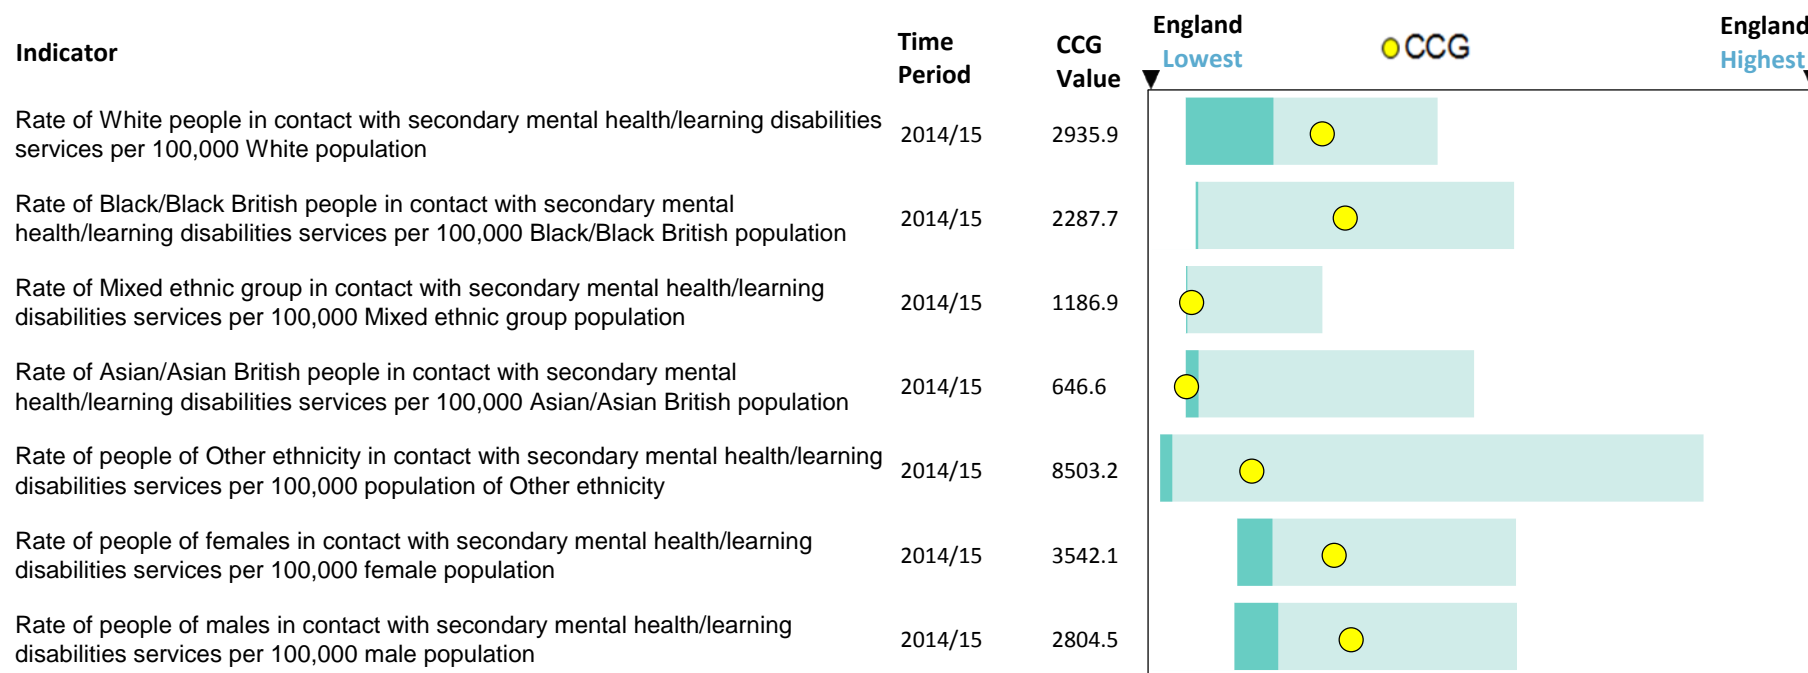 Indicator
Time
Period
CCG
Value
England
Lowest
CCG
England
Highest
Rate of White people in contact with secondary mental health/learning disabilities
services per 100,000 White population
2014/15
2935.9
Rate of Black/Black British people in contact with secondary mental
health/learning disabilities services per 100,000 Black/Black British population
2014/15
2287.7
Rate of Mixed ethnic group in contact with secondary mental health/learning
disabilities services per 100,000 Mixed ethnic group population
2014/15
1186.9
Rate of Asian/Asian British people in contact with secondary mental
health/learning disabilities services per 100,000 Asian/Asian British population
2014/15
646.6
Rate of people of Other ethnicity in contact with secondary mental health/learning
disabilities services per 100,000 population of Other ethnicity
2014/15
8503.2
Rate of people of females in contact with secondary mental health/learning
disabilities services per 100,000 female population
2014/15
3542.1
Rate of people of males in contact with secondary mental health/learning
disabilities services per 100,000 male population
2014/15
2804.5